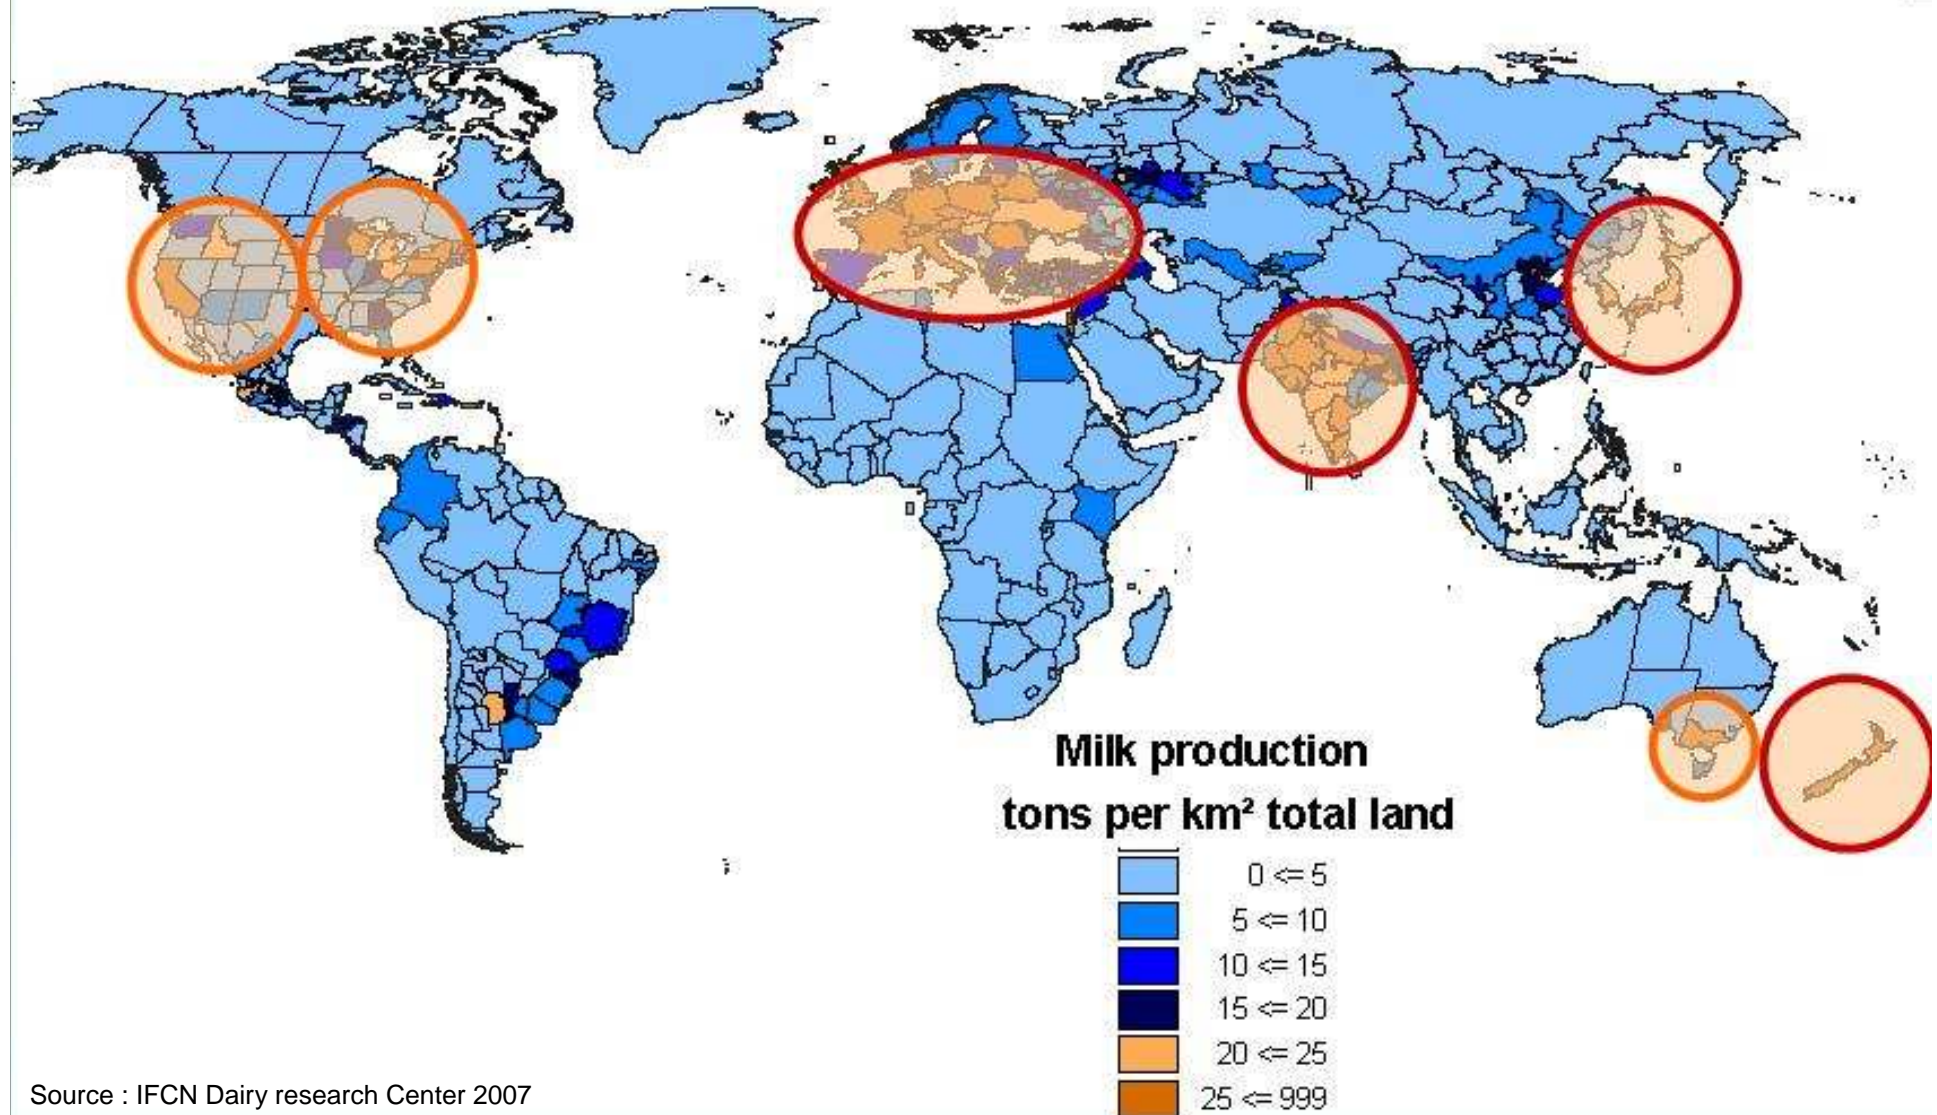 Milk production
tons per km² total land
0 <= 5
5 <= 10
10 <= 15
15 <= 20
20 <= 25
25 <= 999
Source : IFCN Dairy research Center 2007